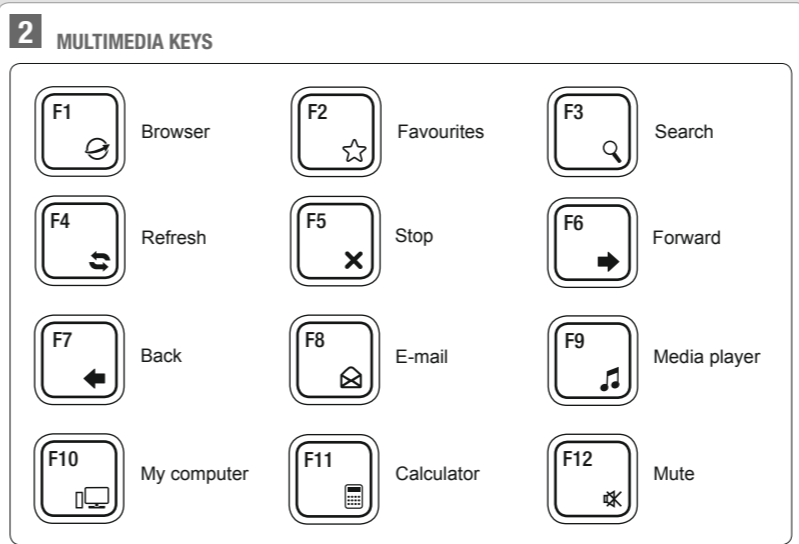 2 MULTIMEDIA KEYS
F1 Browser
F2 Favourites
F3 Search
F4 Refresh
F5 Stop
F6 Forward
F7 Back
F8 E-mail
F9 Media player
F10 My computer
F11 Calculator
F12 Mute